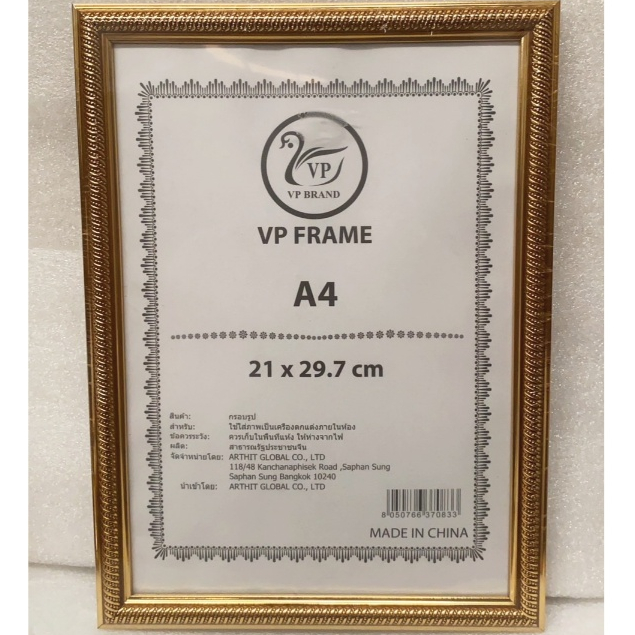 VP
VP BRAND
VP FRAME
A4
21 x 29.7 cm
สินค้า: กรอบรูป
สำหรับ: ใช้ใส่ภาพเป็นเครื่องตกแต่งภายในห้อง
ข้อควรระวัง: ควรเก็บในพื้นที่แห้ง ให้ห่างจากไฟ
ผลิต: สาธารณรัฐประชาชนจีน
จัดจำหน่ายโดย: ARTHIT GLOBAL CO., LTD
118/48 Kanchanaphisek Road ,Saphan Sung
Saphan Sung Bangkok 10240
นำเข้าโดย: ARTHIT GLOBAL CO., LTD
8 050766 370833
MADE IN CHINA